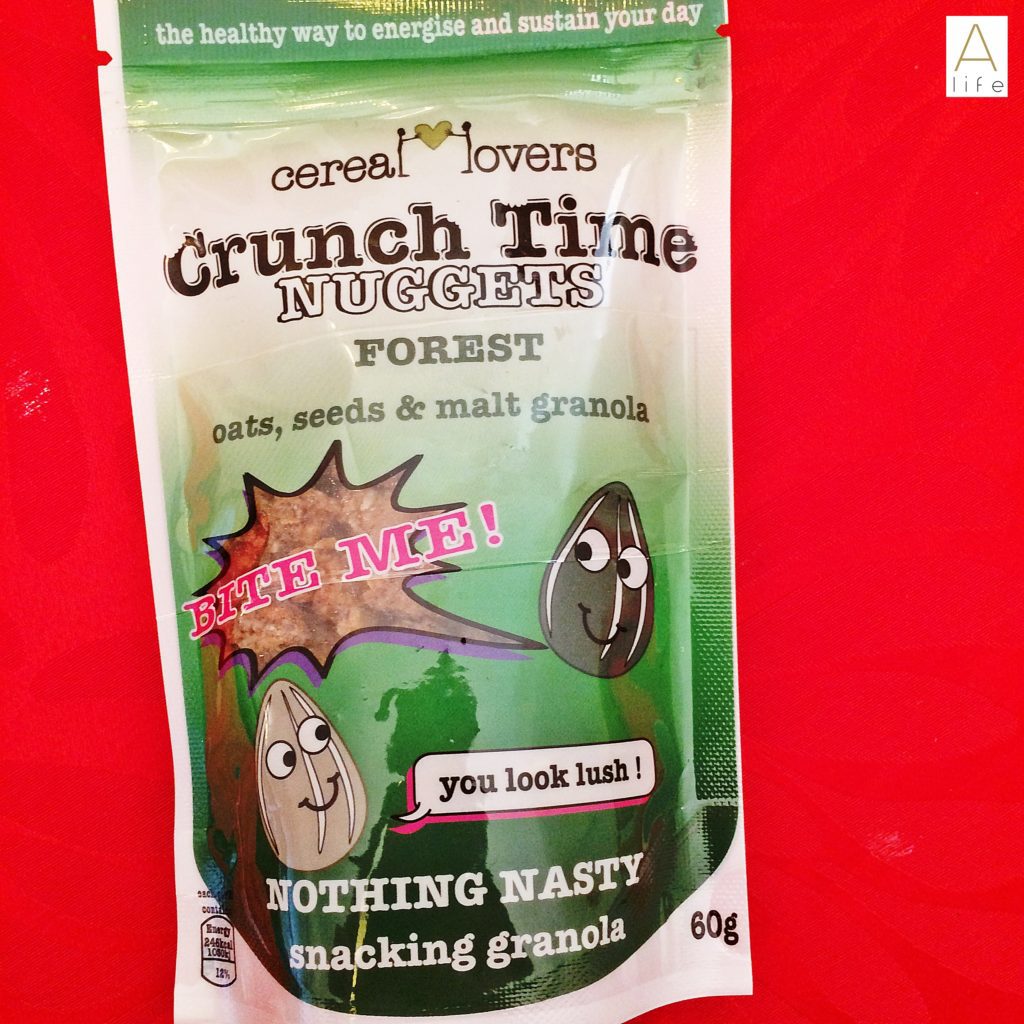 the healthy way to energise and sustain your day
A
life
cereal lovers
Crunch Time
NUGGETS
FOREST
oats, seeds & malt granola
BITE ME!
you look lush!
NOTHING NASTY
snacking granola
60g
Energy
246kcal
12%